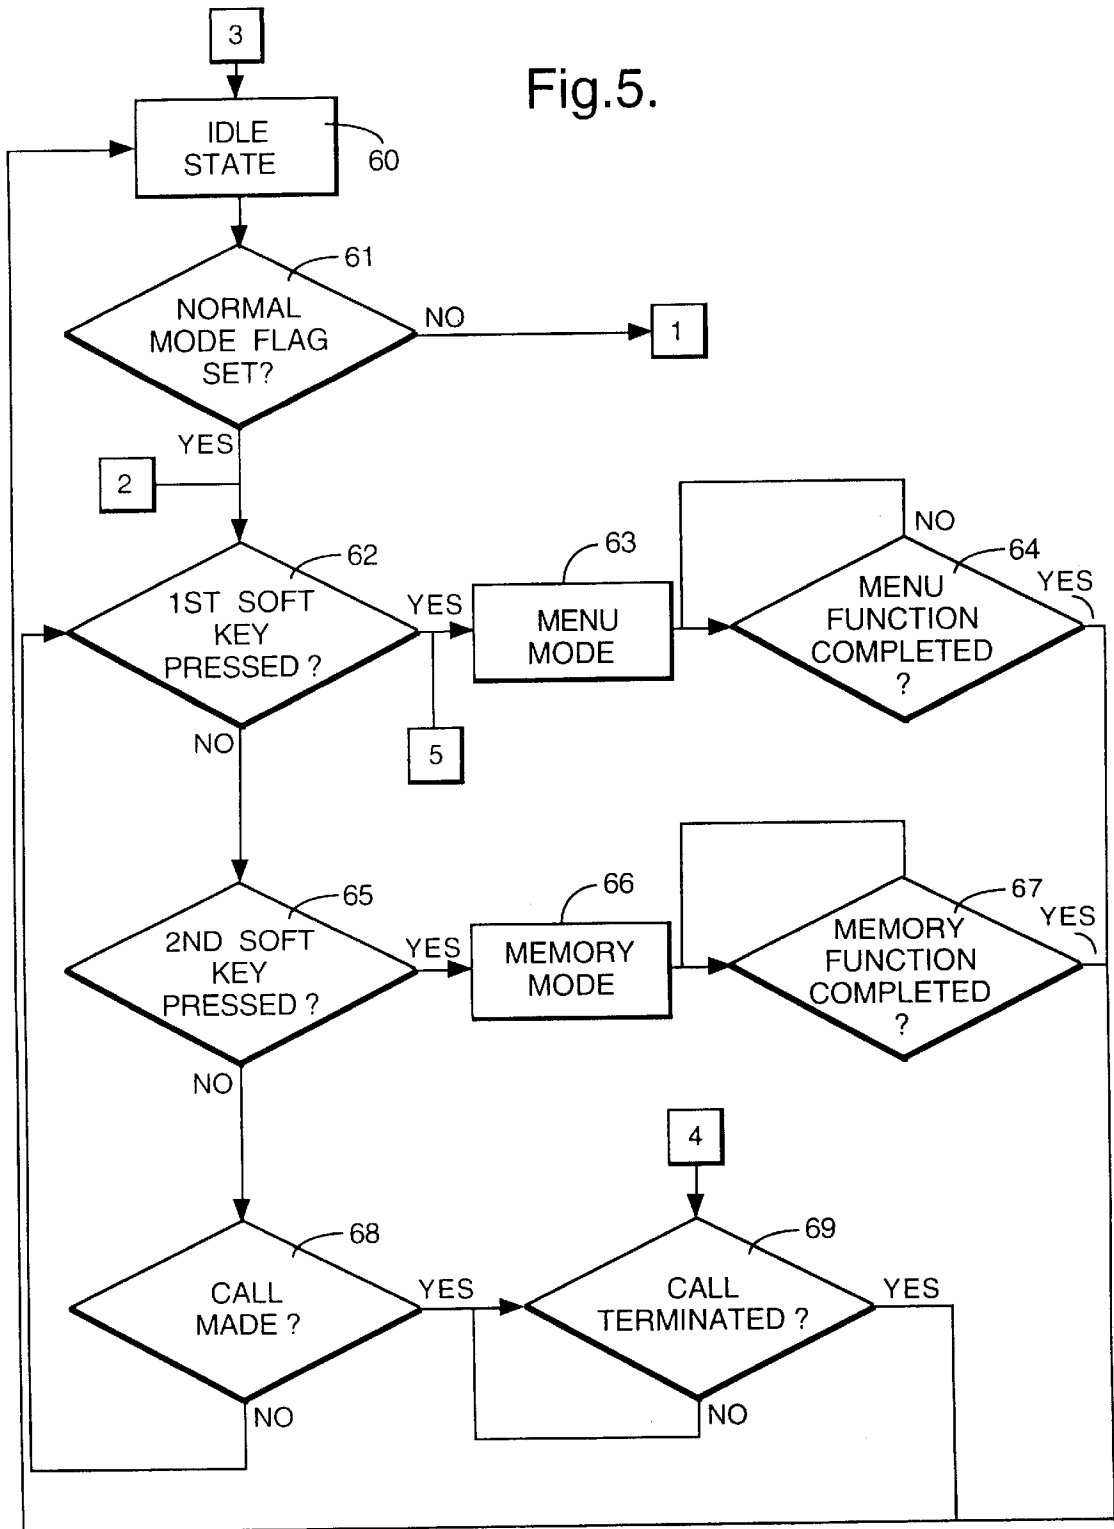 3
Fig.5.
IDLE
STATE
60
61
NORMAL
MODE FLAG
SET?
NO
1
YES
2
62
1ST SOFT
KEY
PRESSED ?
YES
63
MENU
MODE
NO
64
MENU
FUNCTION
COMPLETED
?
YES
NO
5
65
2ND SOFT
KEY
PRESSED ?
YES
66
MEMORY
MODE
67
MEMORY
FUNCTION
COMPLETED
?
YES
NO
4
68
CALL
MADE ?
YES
69
CALL
TERMINATED ?
YES
NO
NO